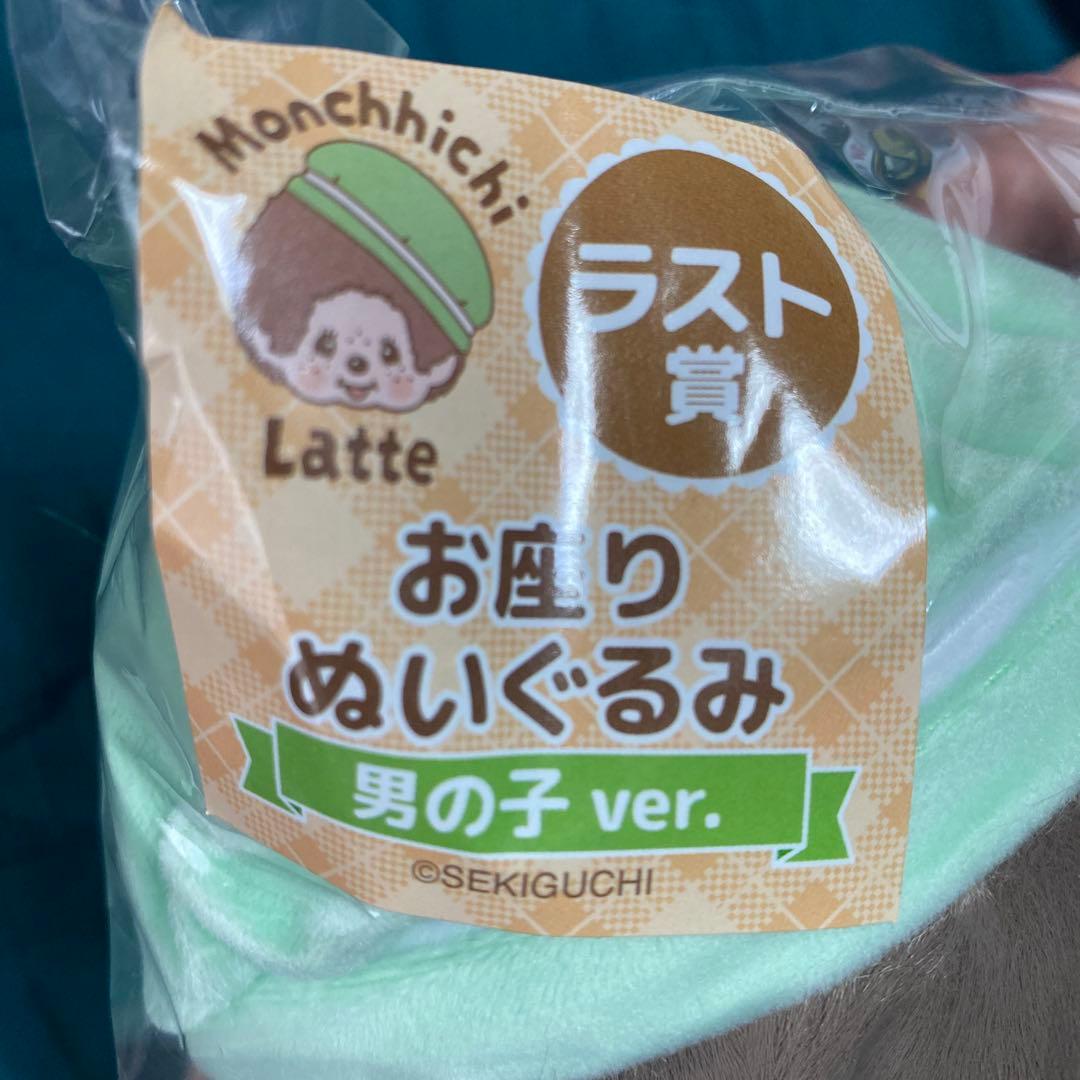 Monchhichi
Latte
ラスト
賞
お座り
ぬいぐるみ
男の子 ver.
©SEKIGUCHI